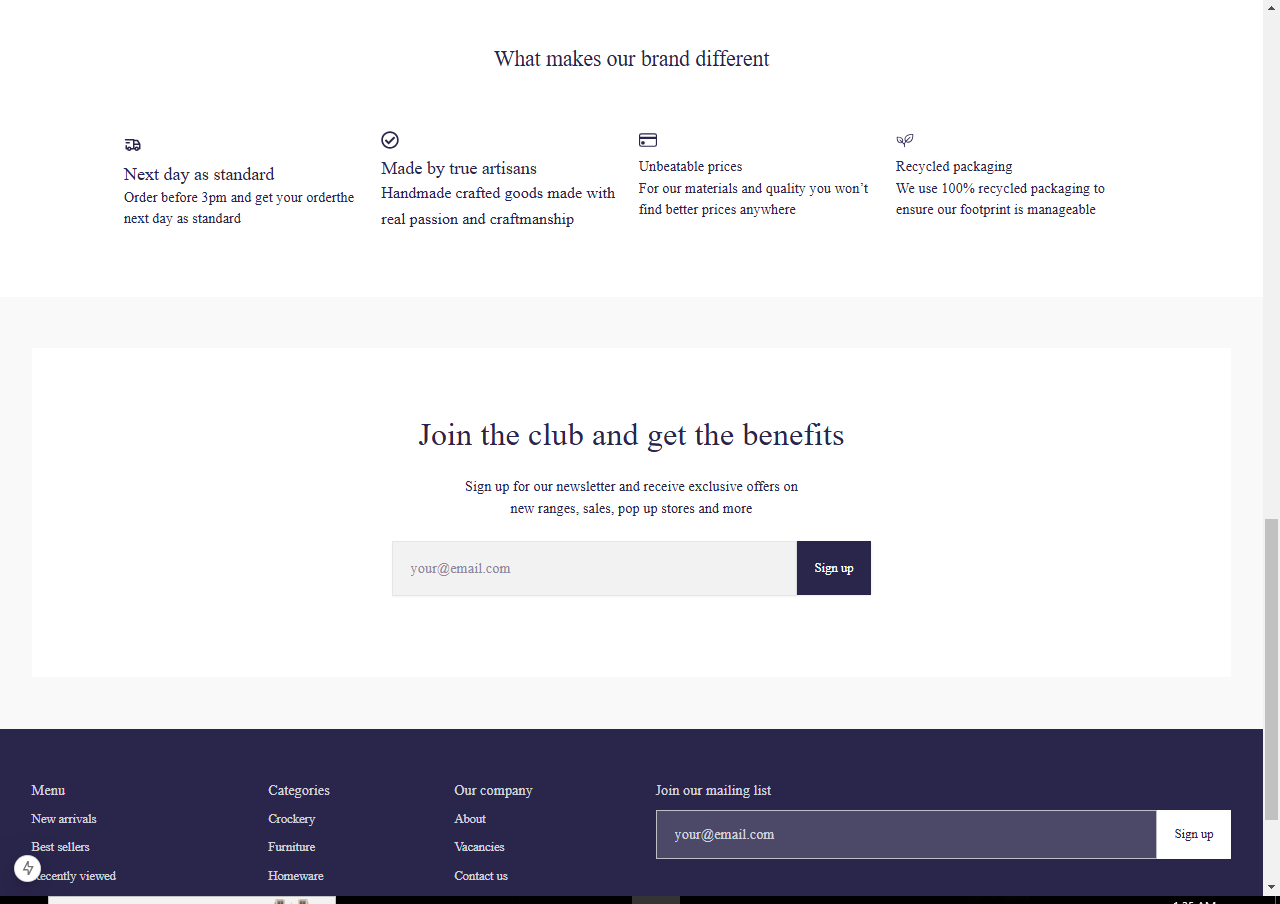 What makes our brand different
Next day as standard
Order before 3pm and get your orderthe
next day as standard
Made by true artisans
Handmade crafted goods made with
real passion and craftmanship
Unbeatable prices
For our materials and quality you won’t
find better prices anywhere
Recycled packaging
We use 100% recycled packaging to
ensure our footprint is manageable
Join the club and get the benefits
Sign up for our newsletter and receive exclusive offers on
new ranges, sales, pop up stores and more
your@email.com
Sign up
Menu
New arrivals
Best sellers
Recently viewed
Categories
Crockery
Furniture
Homeware
Our company
About
Vacancies
Contact us
Join our mailing list
your@email.com
Sign up